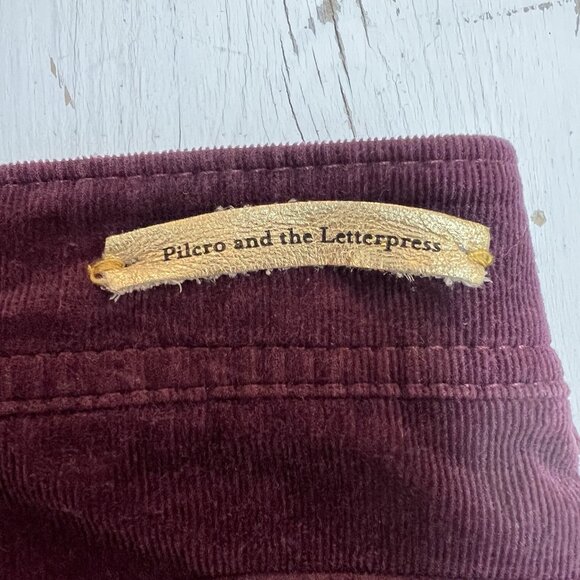 Pilcro and the Letterpress